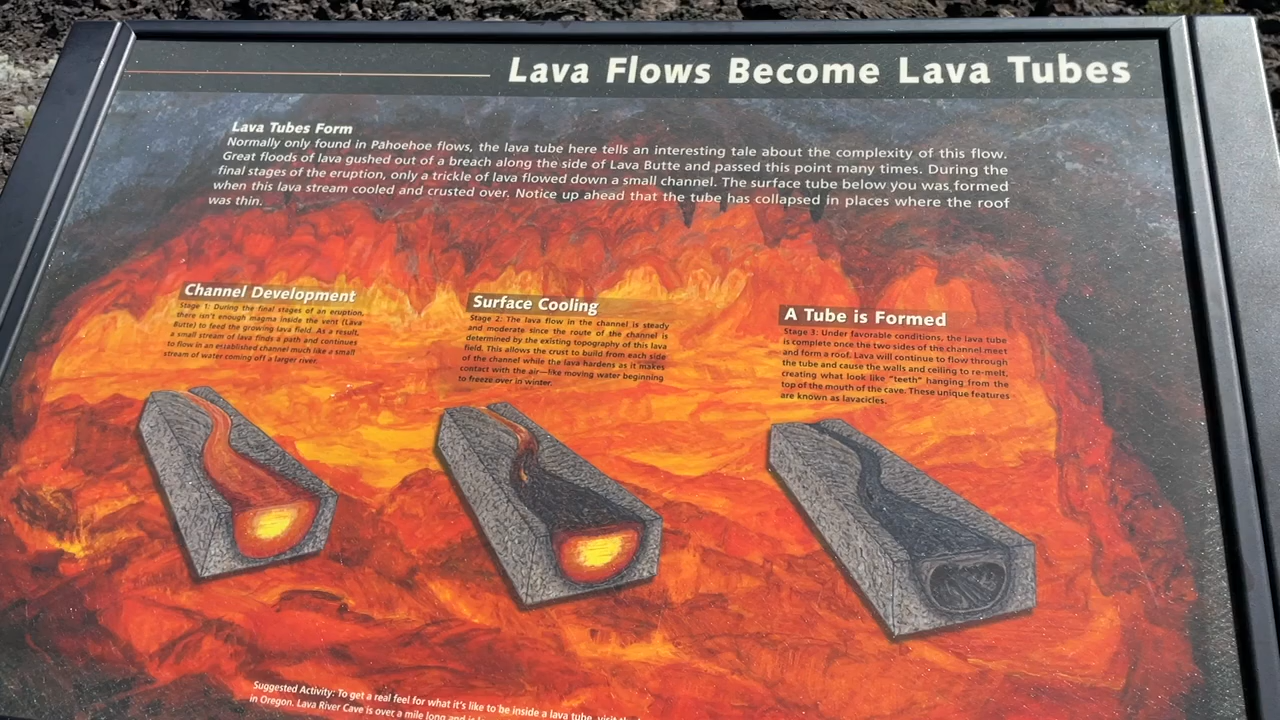 Lava Flows Become Lava Tubes
Lava Tubes Form
Normally only found in Pahoehoe flows, the lava tube here tells an interesting tale about the complexity of this flow.
Great floods of lava gushed out of a breach along the side of Lava Butte and passed this point many times. During the
final stages of the eruption, only a trickle of lava flowed down a small channel. The surface tube below you was formed
when this lava stream cooled and crusted over. Notice up ahead that the tube has collapsed in places where the roof
was thin.
Channel Development
Stage 1: During the final stages of an eruption,
there isn't enough magma inside the vent (Lava
Butte) to feed the growing lava field. As a result,
a small stream of lava finds a path and continues
to flow in an established channel much like a small
stream of water coming off a larger river.
Surface Cooling
Stage 2: The lava flow in the channel is steady
and moderate since the route of the channel is
determined by the existing topography of this lava
field. This allows the crust to build from each side
of the channel while the lava hardens as it makes
contact with the air—like moving water beginning
to freeze over in winter.
A Tube is Formed
Stage 3: Under favorable conditions, the lava tube
is complete once the two sides of the channel meet
and form a roof. Lava will continue to flow through
the tube and cause the walls and ceiling to re-melt,
creating what look like "teeth" hanging from the
top of the mouth of the cave. These unique features
are known as lavacicles.
Suggested Activity: To get a real feel for what it's like to be inside a lava tube, visit
in Oregon. Lava River Cave is over a mile long and